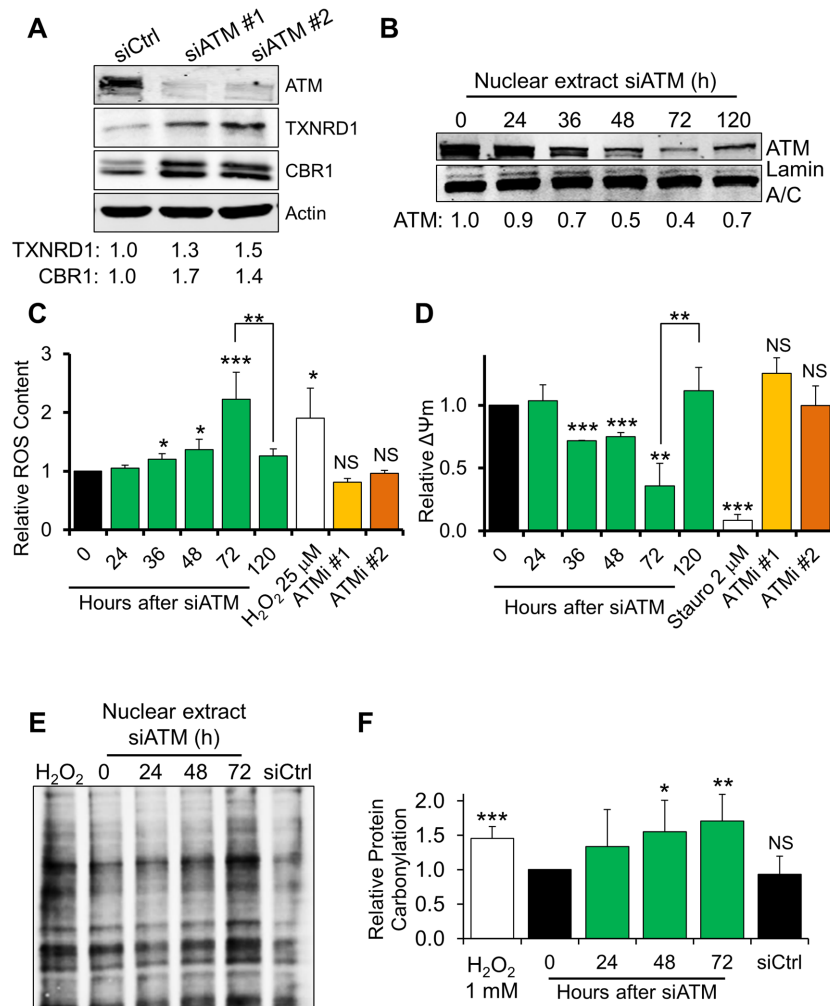 A
siCtrl
siATM #1
siATM #2
ATM
TXNRD1
CBR1
Actin
TXNRD1: 1.0 1.3 1.5
CBR1: 1.0 1.7 1.4
B
Nuclear extract siATM (h)
0 24 36 48 72 120
ATM
Lamin
A/C
ATM: 1.0 0.9 0.7 0.5 0.4 0.7
C
Relative ROS Content
3
2
1
0
* * *** ** * NS NS
0 24 36 48 72 120 H₂O₂ 25 µM ATMi #1 ATMi #2
Hours after siATM
D
Relative ΔΨm
1.0
0.5
0.0
*** *** ** ** *** NS NS
0 24 36 48 72 120 Stauro 2 µM ATMi #1 ATMi #2
Hours after siATM
E
Nuclear extract
siATM (h)
H₂O₂ 0 24 48 72 siCtrl
F
Relative Protein
Carbonylation
2.0
1.5
1.0
0.5
0.0
*** * ** NS
H₂O₂ 0 24 48 72 siCtrl
1 mM Hours after siATM